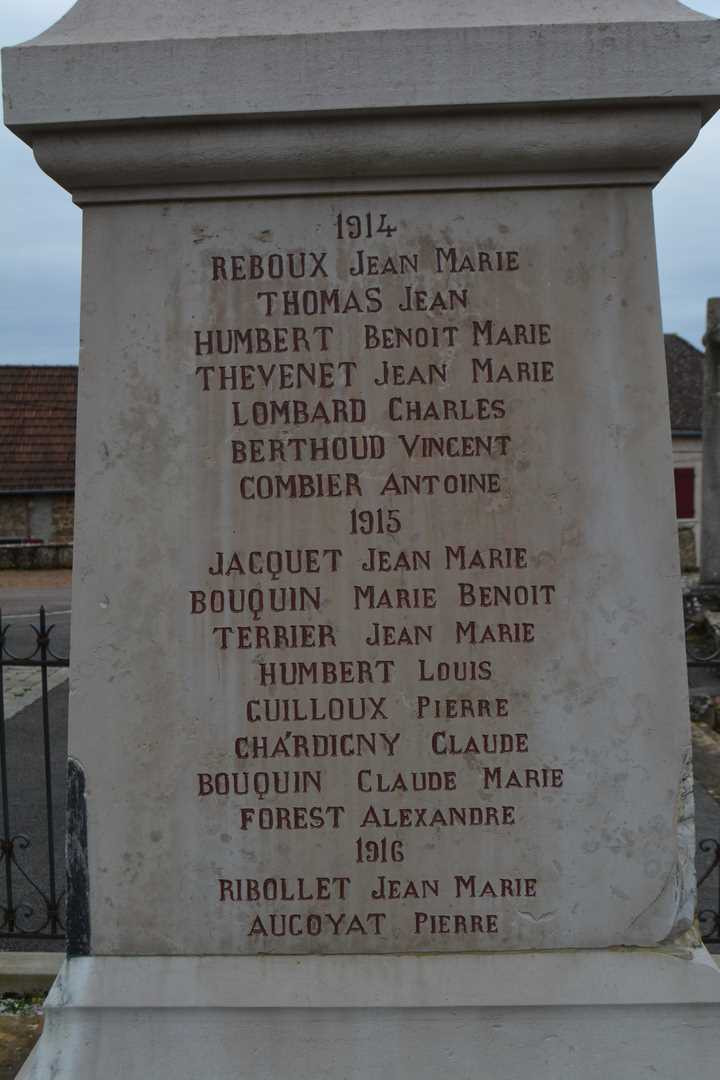 1914
REBOUX JEAN MARIE
THOMAS JEAN
HUMBERT BENOIT MARIE
THEVENET JEAN MARIE
LOMBARD CHARLES
BERTHOUD VINCENT
COMBIER ANTOINE
1915
JACQUET JEAN MARIE
BOUQUIN MARIE BENOIT
TERRIER JEAN MARIE
HUMBERT LOUIS
GUILLOUX PIERRE
CHARDIGNY CLAUDE
BOUQUIN CLAUDE MARIE
FOREST ALEXANDRE
1916
RIBOLLET JEAN MARIE
AUGOYAT PIERRE